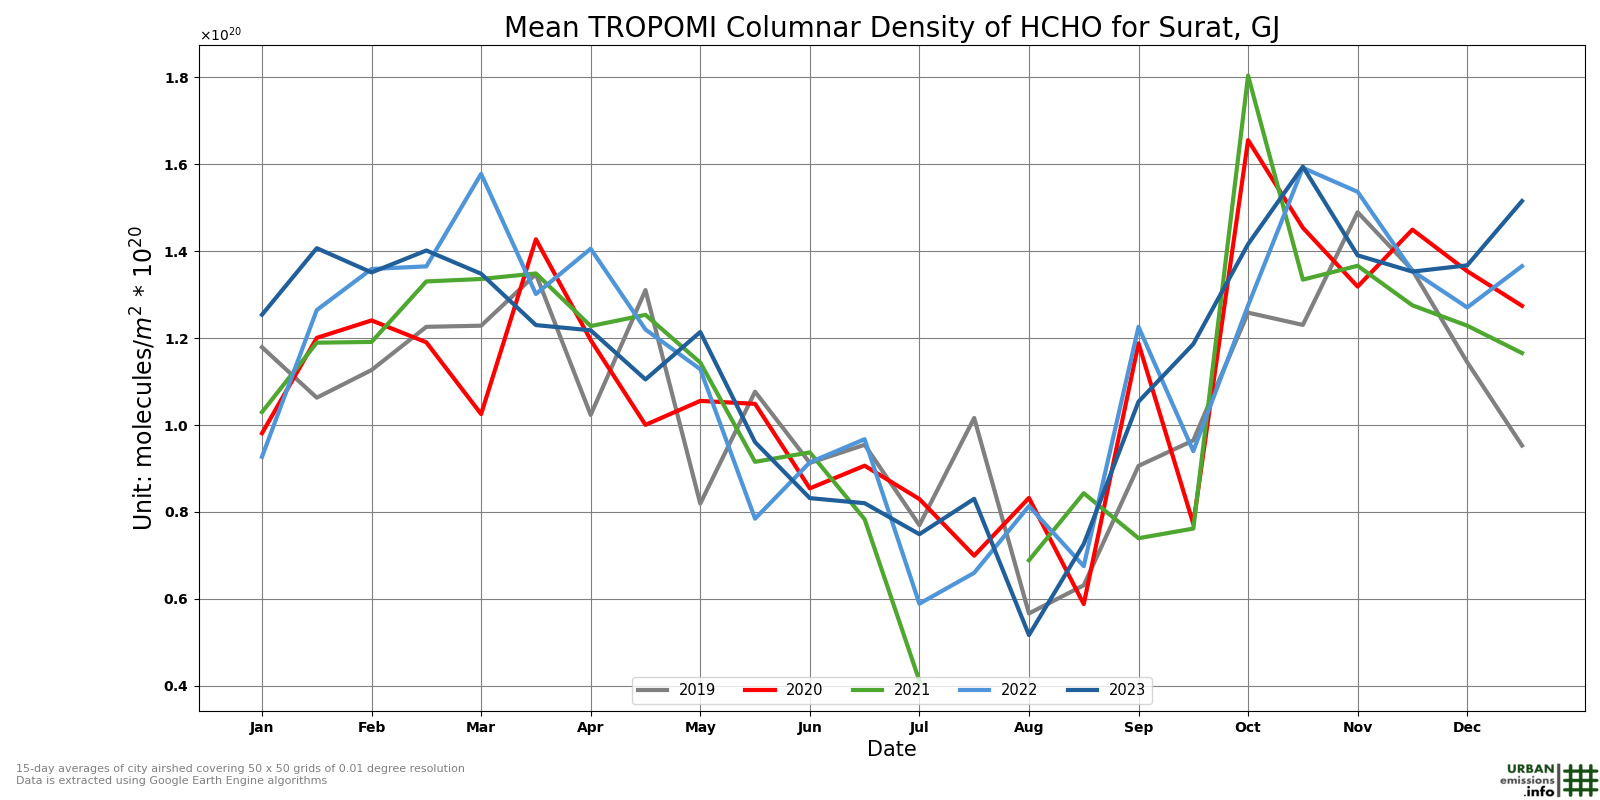 Mean TROPOMI Columnar Density of HCHO for Surat, GJ
×10²⁰
1.8
1.6
1.4
1.2
1.0
0.8
0.6
0.4
Unit: molecules/m² * 10²⁰
2019 2020 2021 2022 2023
Jan Feb Mar Apr May Jun Jul Aug Sep Oct Nov Dec
Date
15-day averages of city airshed covering 50 x 50 grids of 0.01 degree resolution
Data is extracted using Google Earth Engine algorithms
URBAN
emissions
.info